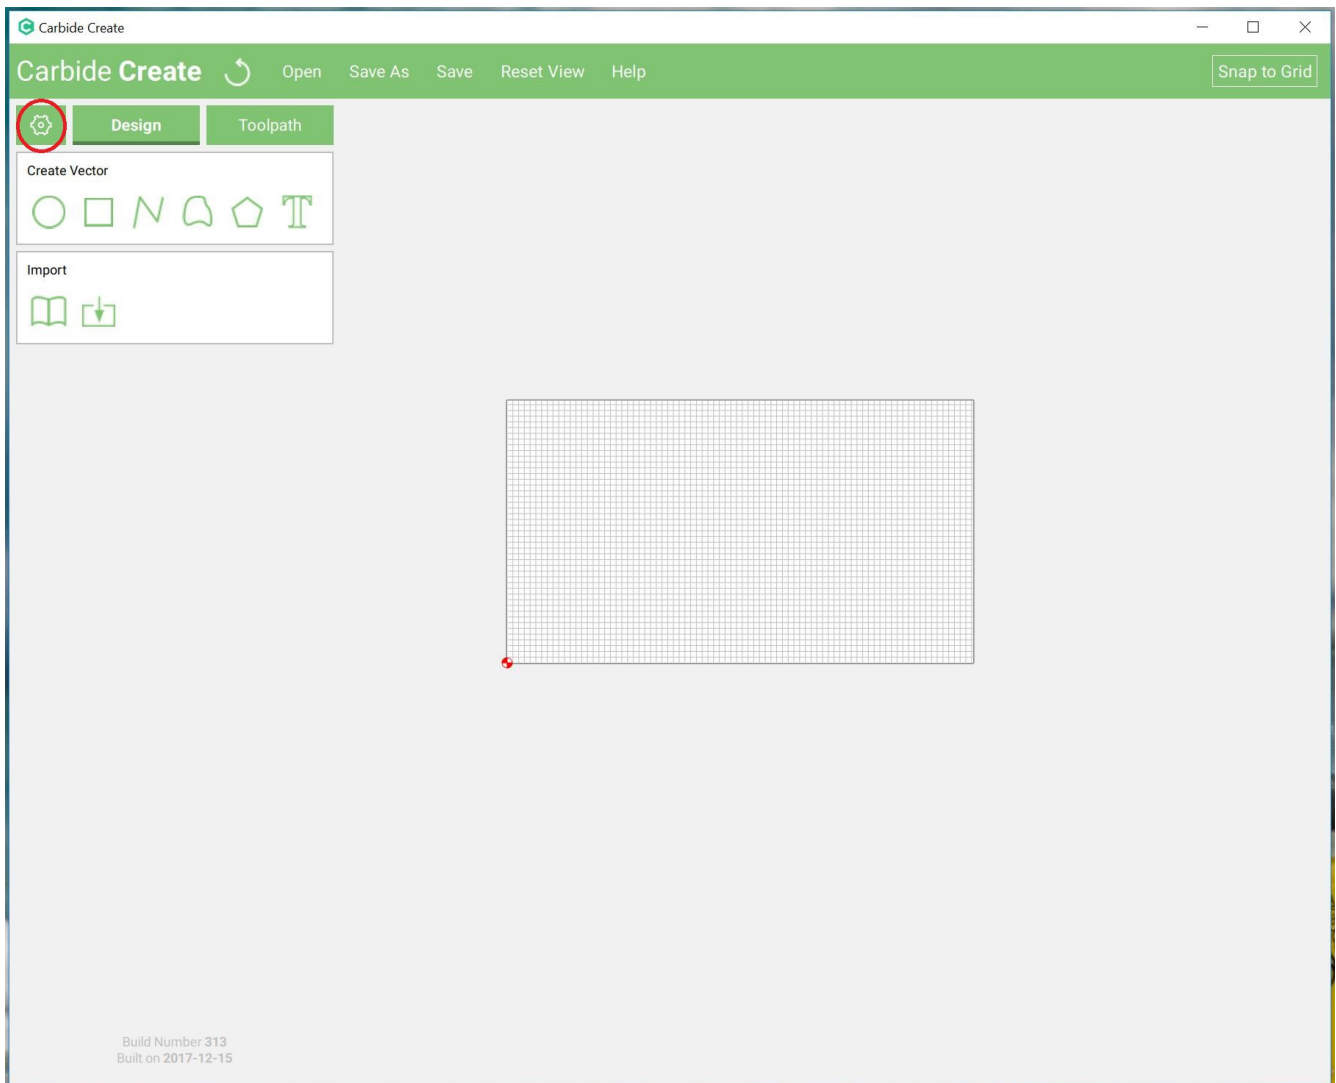 Carbide Create
Carbide Create Open Save As Save Reset View Help Snap to Grid
Design Toolpath
Create Vector
Import
Build Number 313
Built on 2017-12-15